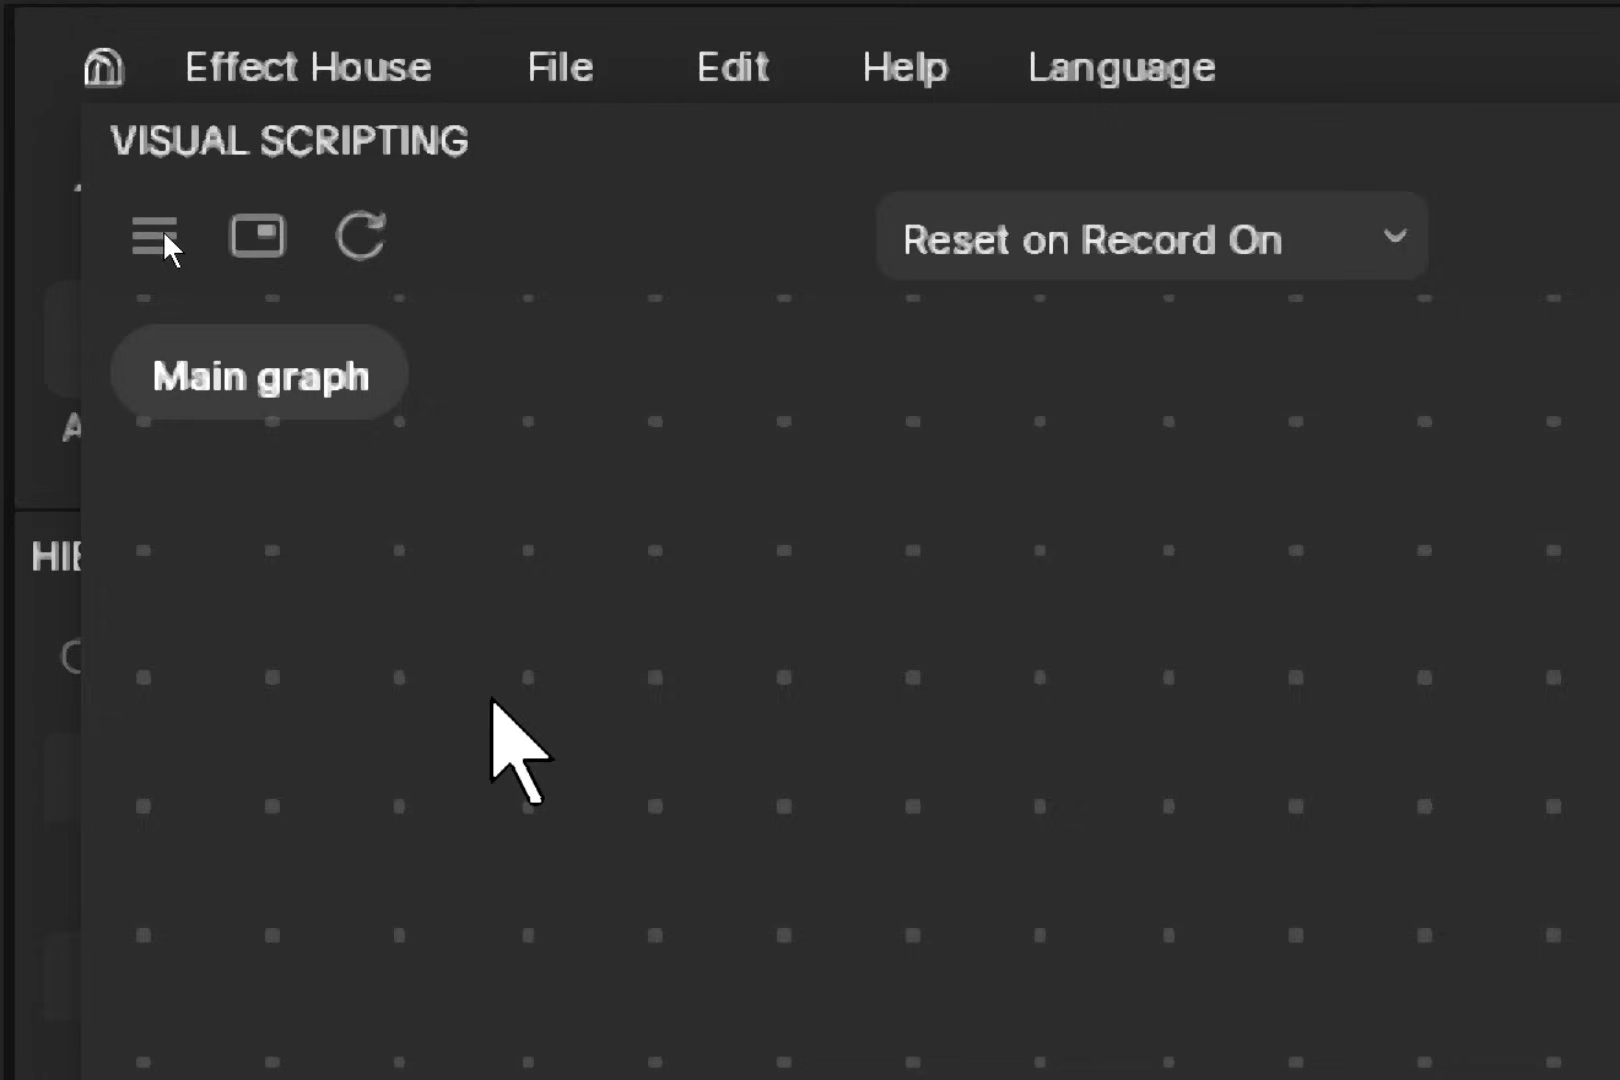 Effect House File Edit Help Language
VISUAL SCRIPTING
Reset on Record On
Main graph